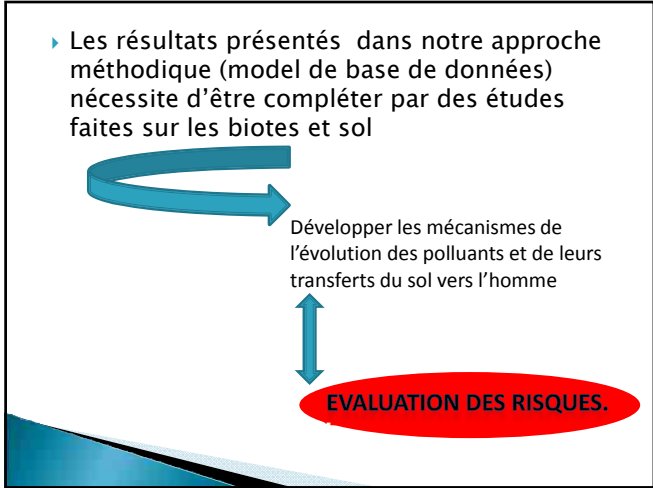 Les résultats présentés dans notre approche
méthodique (model de base de données)
nécessite d'être compléter par des études
faites sur les biotes et sol
Développer les mécanismes de
l'évolution des polluants et de leurs
transferts du sol vers l'homme
EVALUATION DES RISQUES.